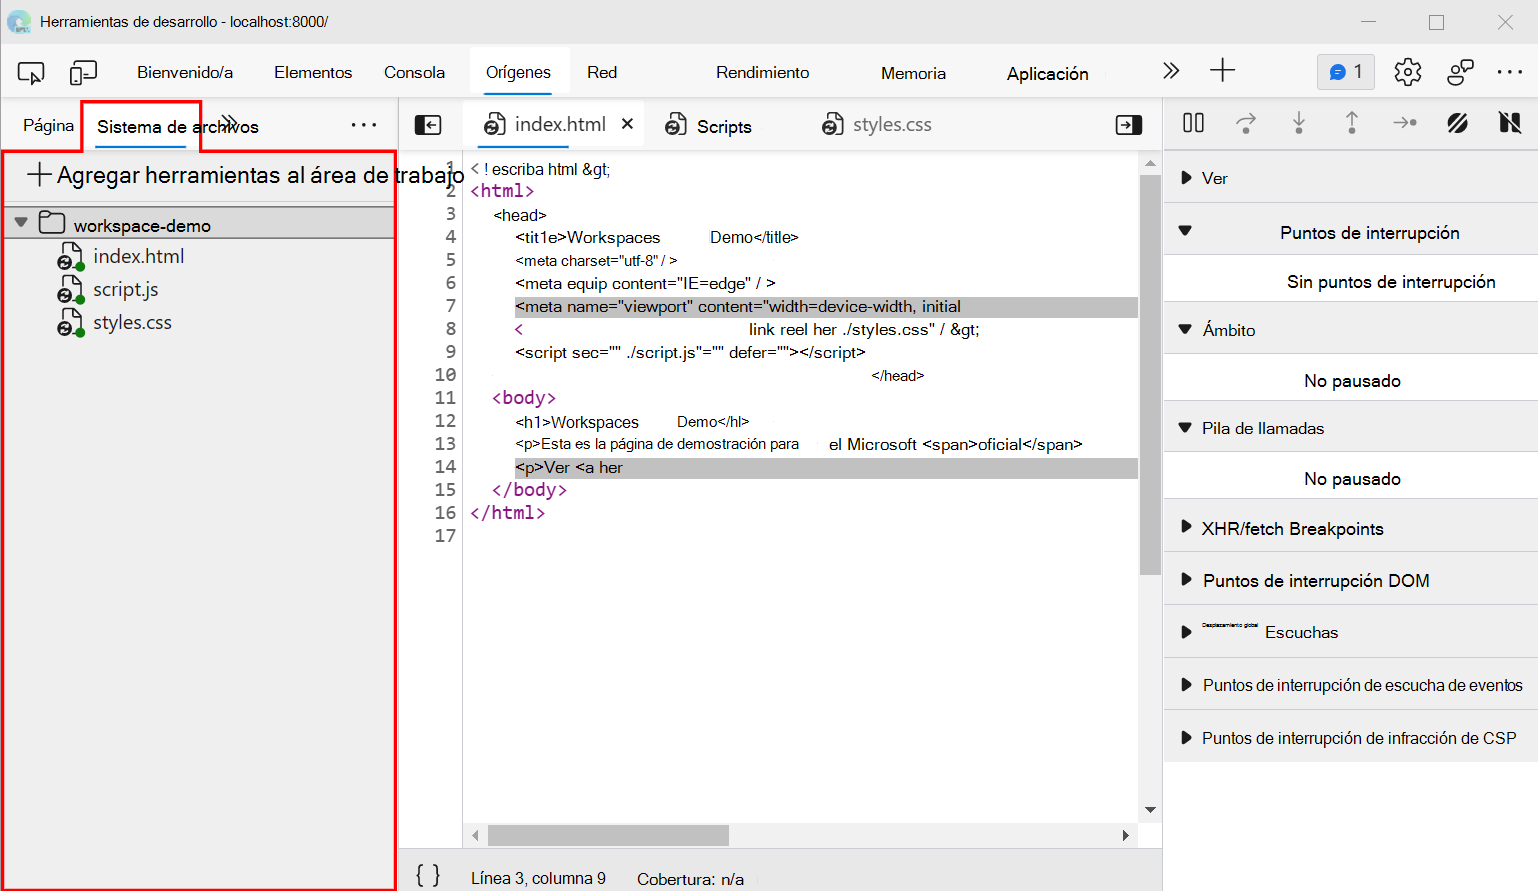 Herramientas de desarrollo - localhost:8000/
Bienvenido/a Elementos Consola Orígenes Red Rendimiento Memoria Aplicación 1
Página Sistema de archivos
Agregar herramientas al área de trabajo
workspace-demo
index.html
script.js
styles.css
index.html Scripts styles.css
1 < ! escriba html &gt;
2 <html>
3 <head>
4 <tit1e>Workspaces Demo</title>
5 <meta charset="utf-8" / >
6 <meta equip content="IE=edge" / >
7 <meta name="viewport" content="width=device-width, initial
8 < link reel her ./styles.css" / &gt;
9 <script sec="" ./script.js"="" defer=""></script>
10 </head>
11 <body>
12 <h1>Workspaces Demo</hl>
13 <p>Esta es la página de demostración para el Microsoft <span>oficial</span>
14 <p>Ver <a her
15 </body>
16 </html>
17
{ } Línea 3, columna 9 Cobertura: n/a
Ver
Puntos de interrupción
Sin puntos de interrupción
Ámbito
No pausado
Pila de llamadas
No pausado
XHR/fetch Breakpoints
Puntos de interrupción DOM
Desplazamiento global Escuchas
Puntos de interrupción de escucha de eventos
Puntos de interrupción de infracción de CSP